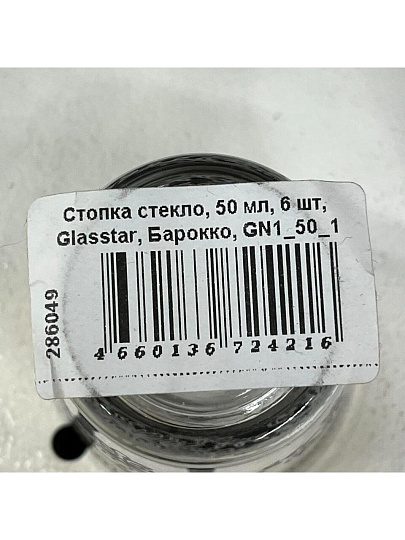 Стопка стекло, 50 мл, 6 шт,
Glasstar, Барокко, GN1_50_1
286049
4 660136 724216